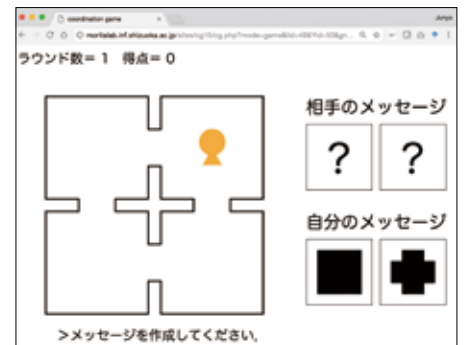 coordination game
ラウンド数= 1 得点= 0
相手のメッセージ
? ?
自分のメッセージ
>メッセージを作成してください。